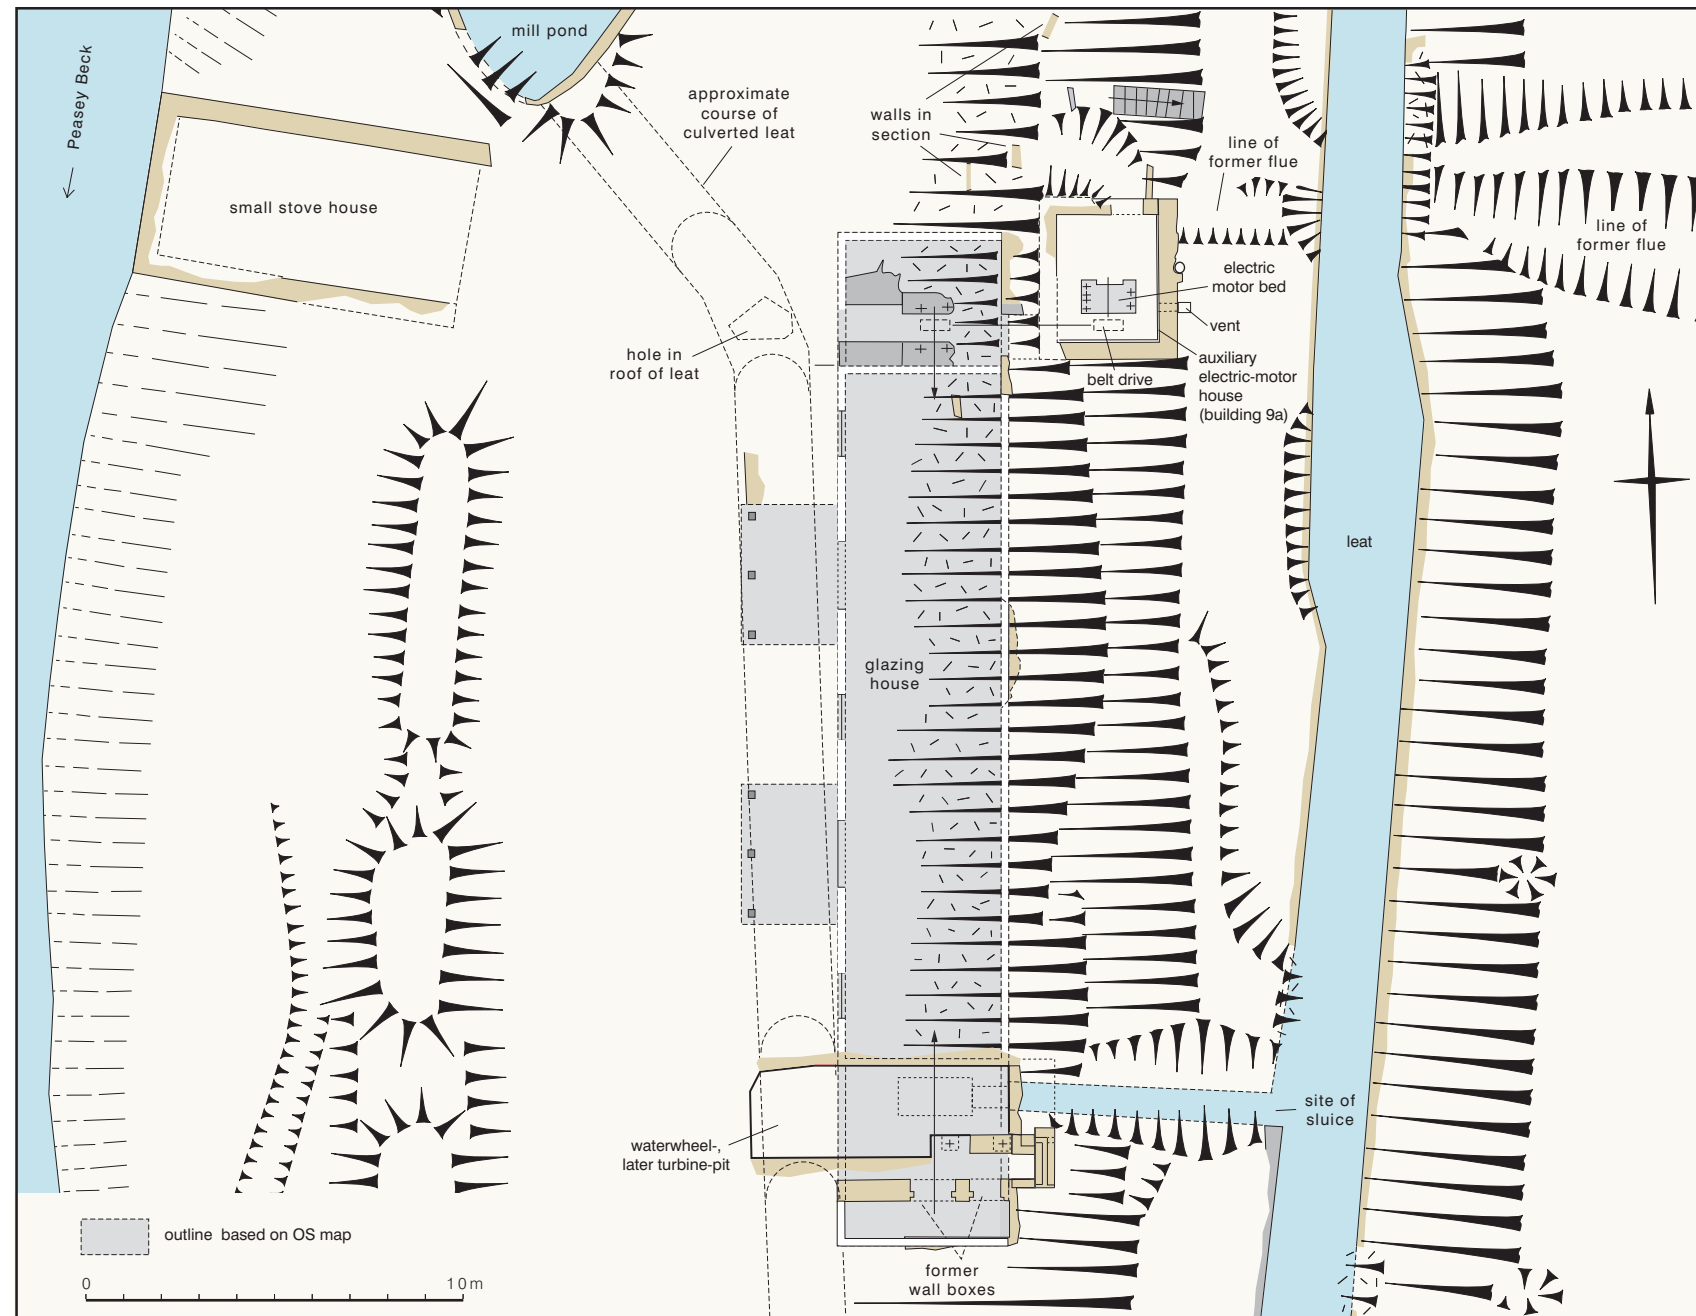 mill pond
Peasey Beck
approximate
course of
culverted leat
walls in
section
line of
former flue
small stove house
line of
former flue
electric
motor bed
vent
hole in
roof of leat
belt drive
auxiliary
electric-motor
house
(building 9a)
leat
glazing
house
site of
sluice
waterwheel-,
later turbine-pit
outline based on OS map
former
wall boxes
0
10m